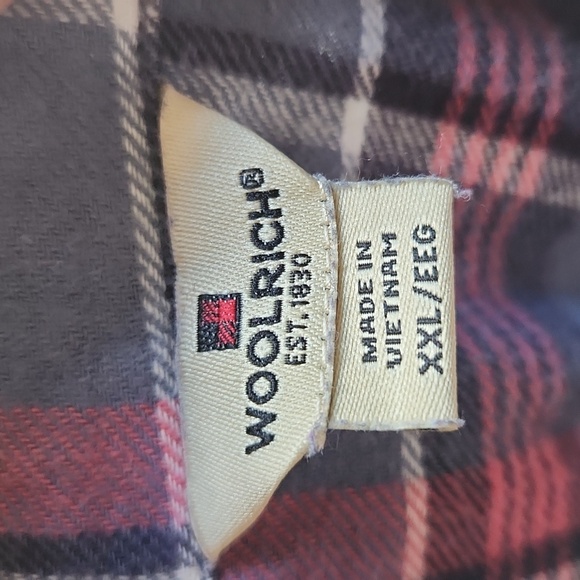 WOOLRICH®
EST. 1830
MADE IN
VIETNAM
XXL/EEG